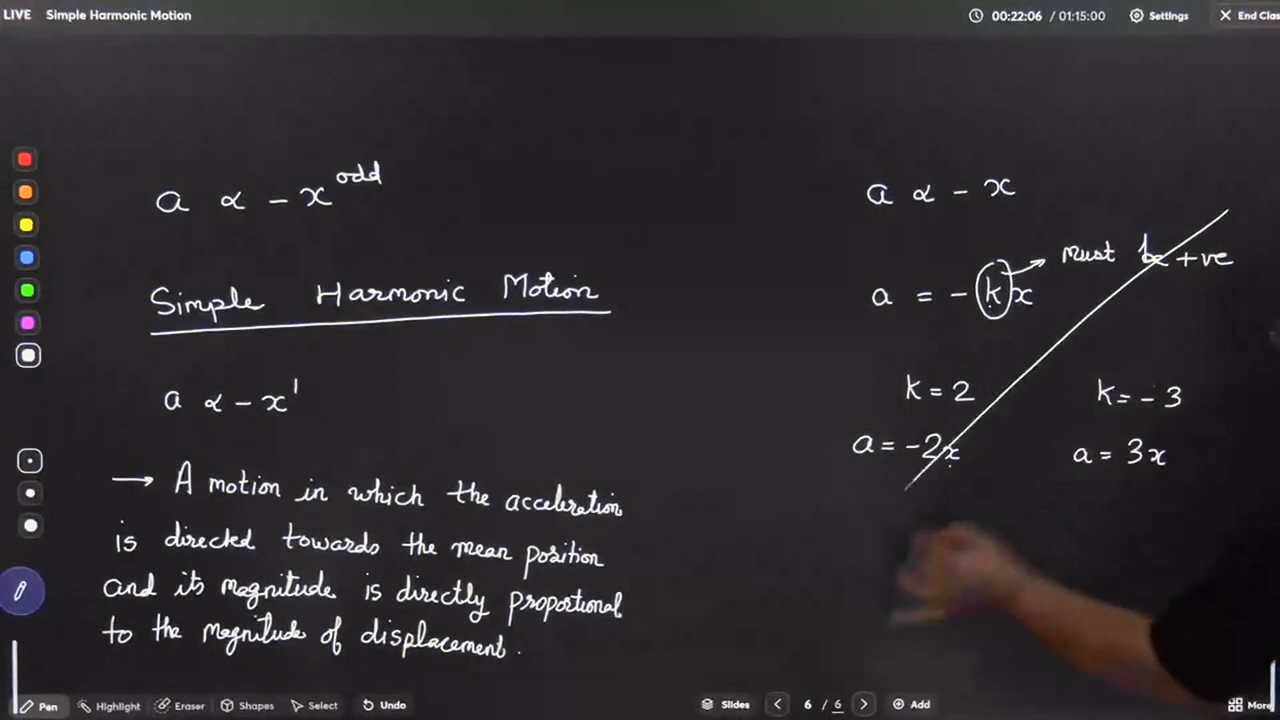 LIVE Simple Harmonic Motion
00:22:06 / 01:15:00 Settings End Clas
a α - x^odd
Simple Harmonic Motion
a α - x^1
→ A motion in which the acceleration
is directed towards the mean position
and its magnitude is directly proportional
to the magnitude of displacement.
a α - x
a = - k x → must be +ve
k = 2
a = -2x
k = - 3
a = 3x
Pen Highlight Eraser Shapes Select Undo Slides 6 / 6 Add More